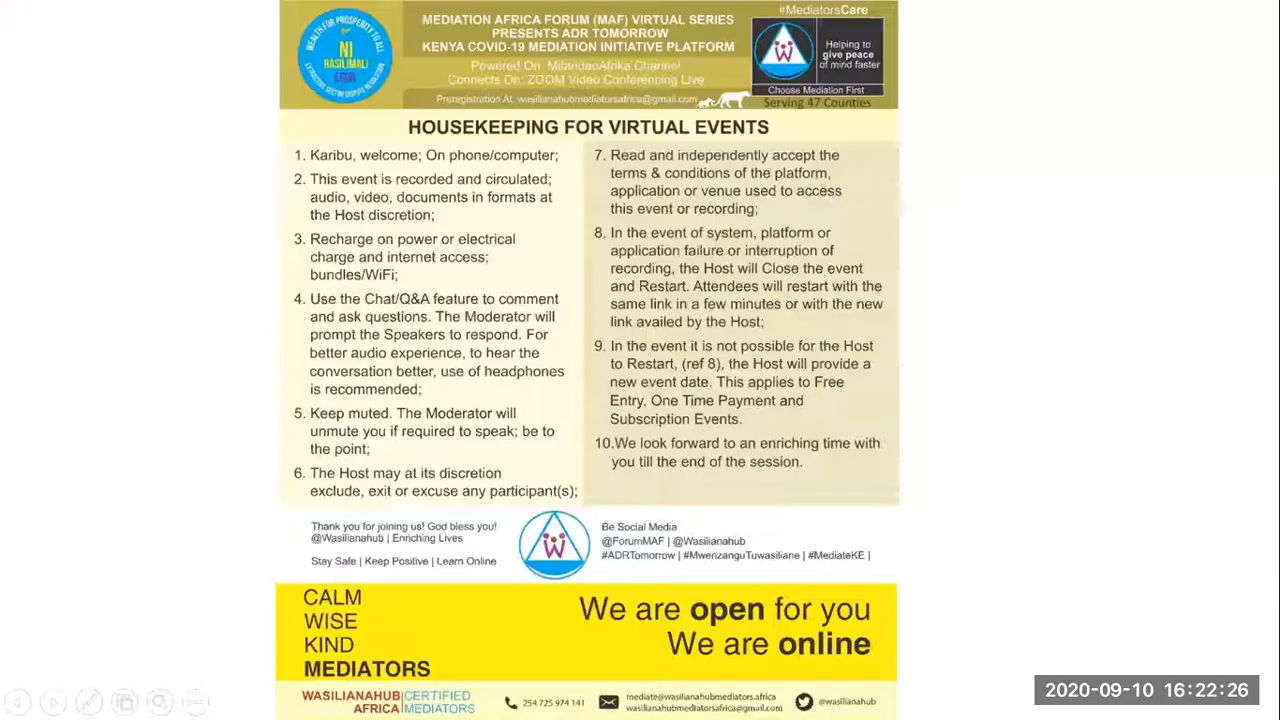 MEDIATION AFRICA FORUM (MAF) VIRTUAL SERIES
PRESENTS ADR TOMORROW
KENYA COVID-19 MEDIATION INITIATIVE PLATFORM
Powered On: MilandaoAfrika Channel
Connects On: ZOOM Video Conferencing Live
Preregistration At: wasilianahubmediatorsafrica@gmail.com
WEALTH FOR PROSPERITY TO ALL
NI
RASILIMALI
#MediatorsCare
W
Helping to
give peace
of mind faster
Choose Mediation First
Serving 47 Counties
HOUSEKEEPING FOR VIRTUAL EVENTS
1. Karibu, welcome; On phone/computer;
2. This event is recorded and circulated;
audio, video, documents in formats at
the Host discretion;
3. Recharge on power or electrical
charge and internet access;
bundles/WiFi;
4. Use the Chat/Q&A feature to comment
and ask questions. The Moderator will
prompt the Speakers to respond. For
better audio experience, to hear the
conversation better, use of headphones
is recommended;
5. Keep muted. The Moderator will
unmute you if required to speak; be to
the point;
6. The Host may at its discretion
exclude, exit or excuse any participant(s);
7. Read and independently accept the
terms & conditions of the platform,
application or venue used to access
this event or recording;
8. In the event of system, platform or
application failure or interruption of
recording, the Host will Close the event
and Restart. Attendees will restart with the
same link in a few minutes or with the new
link availed by the Host;
9. In the event it is not possible for the Host
to Restart, (ref 8), the Host will provide a
new event date. This applies to Free
Entry, One Time Payment and
Subscription Events.
10.We look forward to an enriching time with
you till the end of the session.
Thank you for joining us! God bless you!
@Wasilianahub | Enriching Lives
Stay Safe | Keep Positive | Learn Online
W
Be Social Media
@ForumMAF | @Wasilianahub
#ADRTomorrow | #MwenzanguTuwasiliane | #MediateKE |
CALM
WISE
KIND
MEDIATORS
We are open for you
We are online
WASILIANAHUB CERTIFIED
AFRICA MEDIATORS
254 725 974 141
mediate@wasilianahubmediators.africa
wasilianahubmediatorsafrica@gmail.com
@wasilianahub
2020-09-10 16:22:26